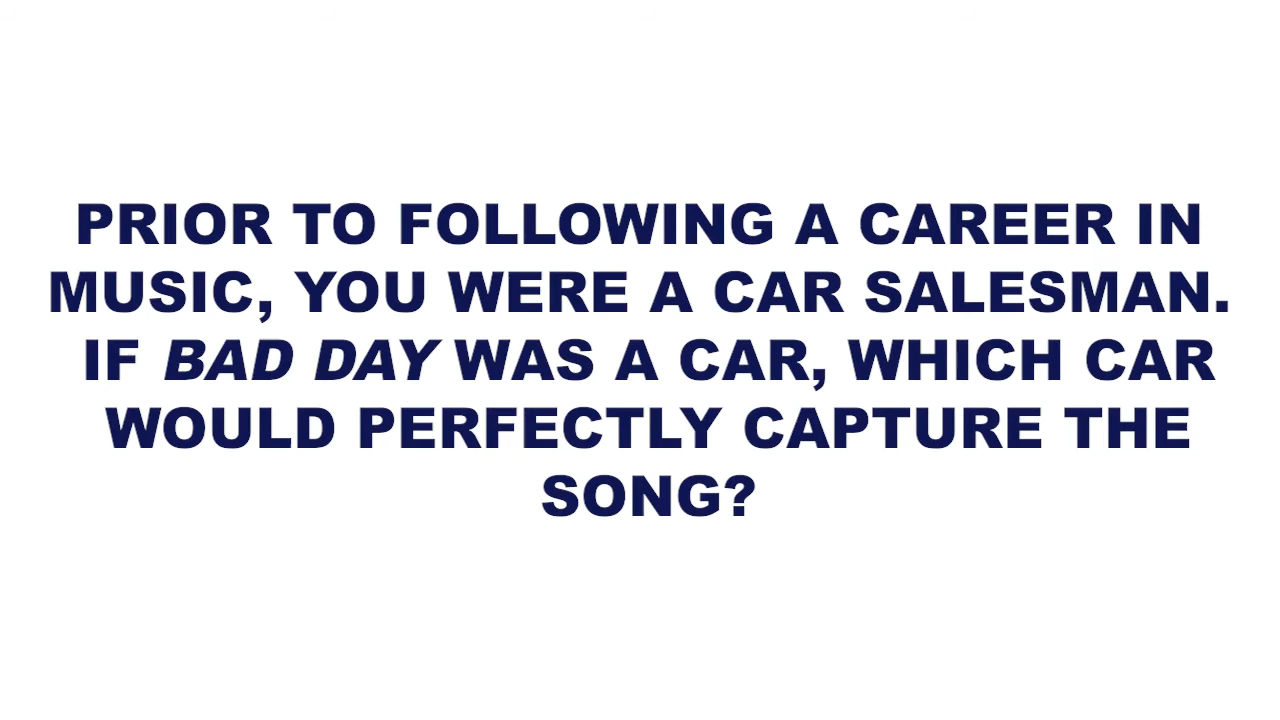 PRIOR TO FOLLOWING A CAREER IN
MUSIC, YOU WERE A CAR SALESMAN.
IF BAD DAY WAS A CAR, WHICH CAR
WOULD PERFECTLY CAPTURE THE
SONG?